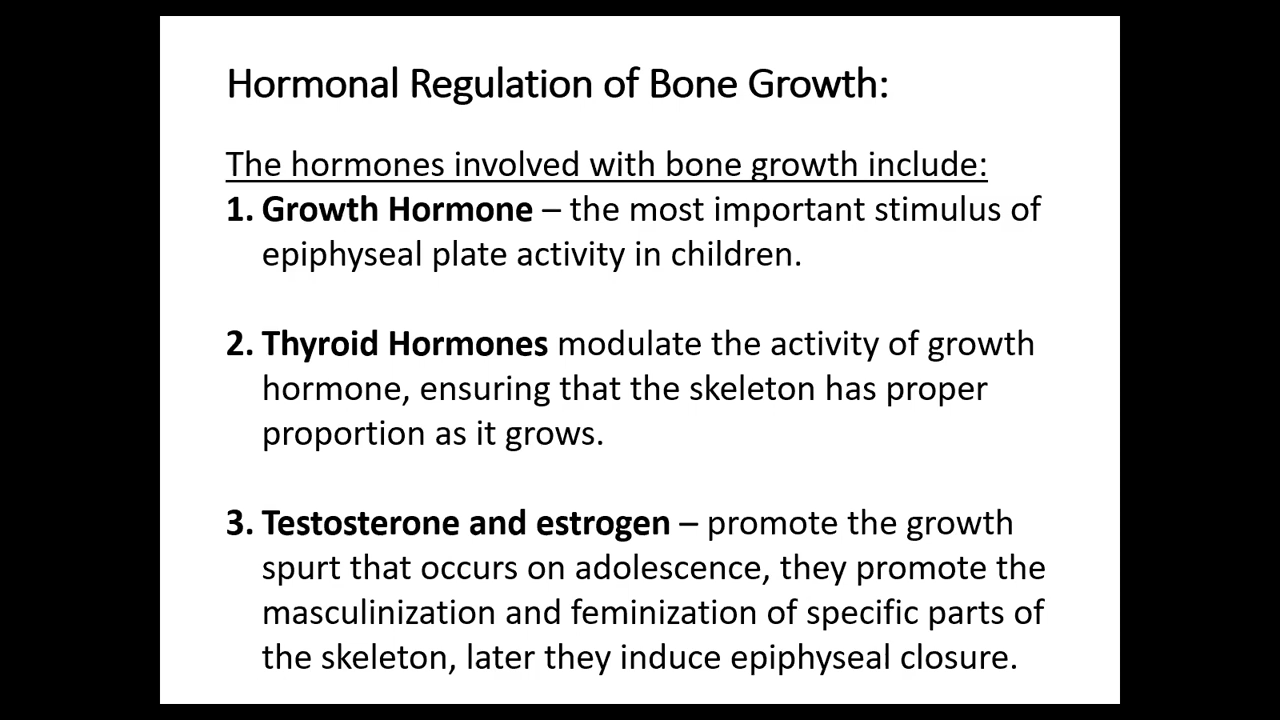 Hormonal Regulation of Bone Growth:
The hormones involved with bone growth include:
1. Growth Hormone – the most important stimulus of
epiphyseal plate activity in children.
2. Thyroid Hormones modulate the activity of growth
hormone, ensuring that the skeleton has proper
proportion as it grows.
3. Testosterone and estrogen – promote the growth
spurt that occurs on adolescence, they promote the
masculinization and feminization of specific parts of
the skeleton, later they induce epiphyseal closure.